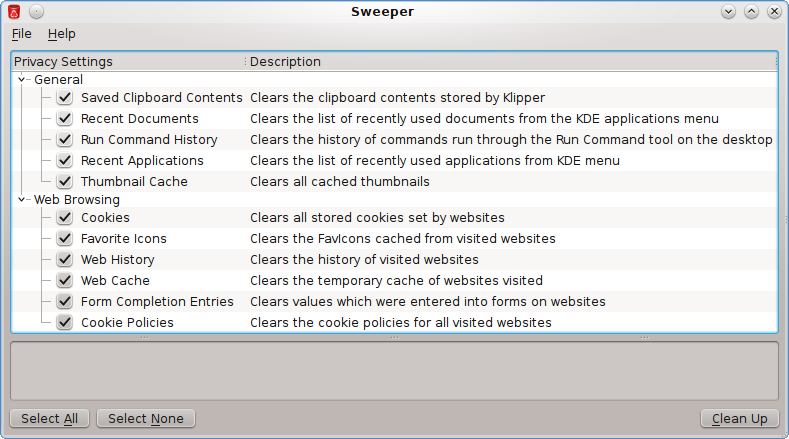 Sweeper
File Help
Privacy Settings Description
General
Saved Clipboard Contents Clears the clipboard contents stored by Klipper
Recent Documents Clears the list of recently used documents from the KDE applications menu
Run Command History Clears the history of commands run through the Run Command tool on the desktop
Recent Applications Clears the list of recently used applications from KDE menu
Thumbnail Cache Clears all cached thumbnails
Web Browsing
Cookies Clears all stored cookies set by websites
Favorite Icons Clears the FavIcons cached from visited websites
Web History Clears the history of visited websites
Web Cache Clears the temporary cache of websites visited
Form Completion Entries Clears values which were entered into forms on websites
Cookie Policies Clears the cookie policies for all visited websites
Select All Select None Clean Up